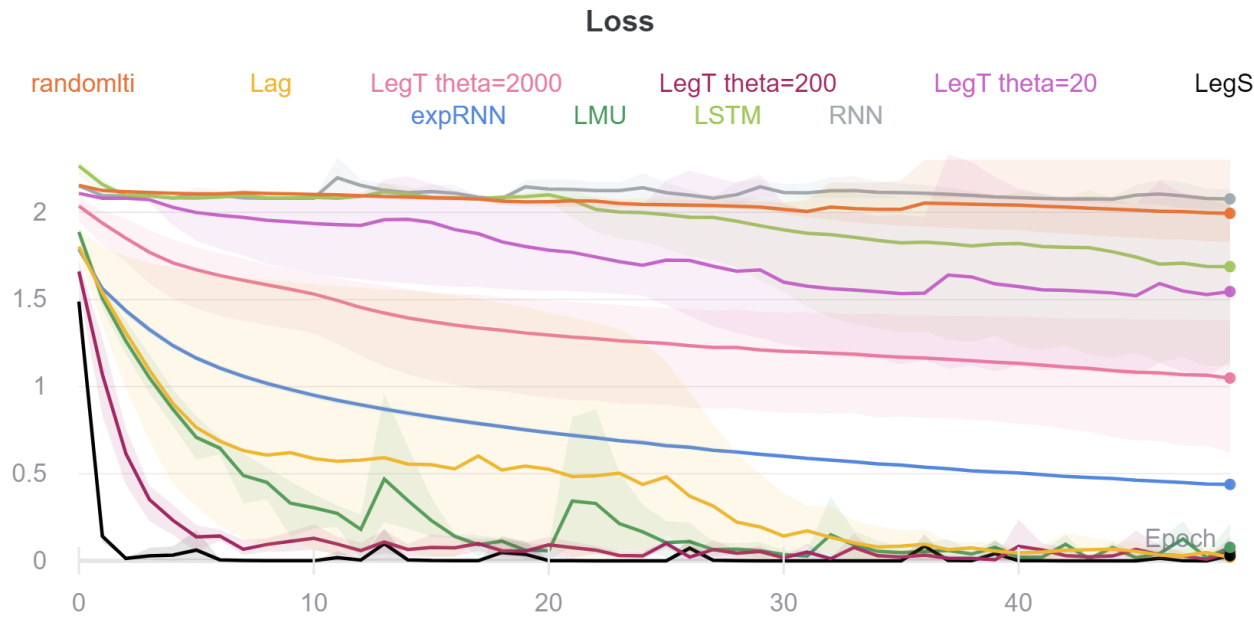 Loss
randomlti Lag LegT theta=2000 LegT theta=200 LegT theta=20 LegS
expRNN LMU LSTM RNN
2
1.5
1
0.5
Epoch
0
0 10 20 30 40